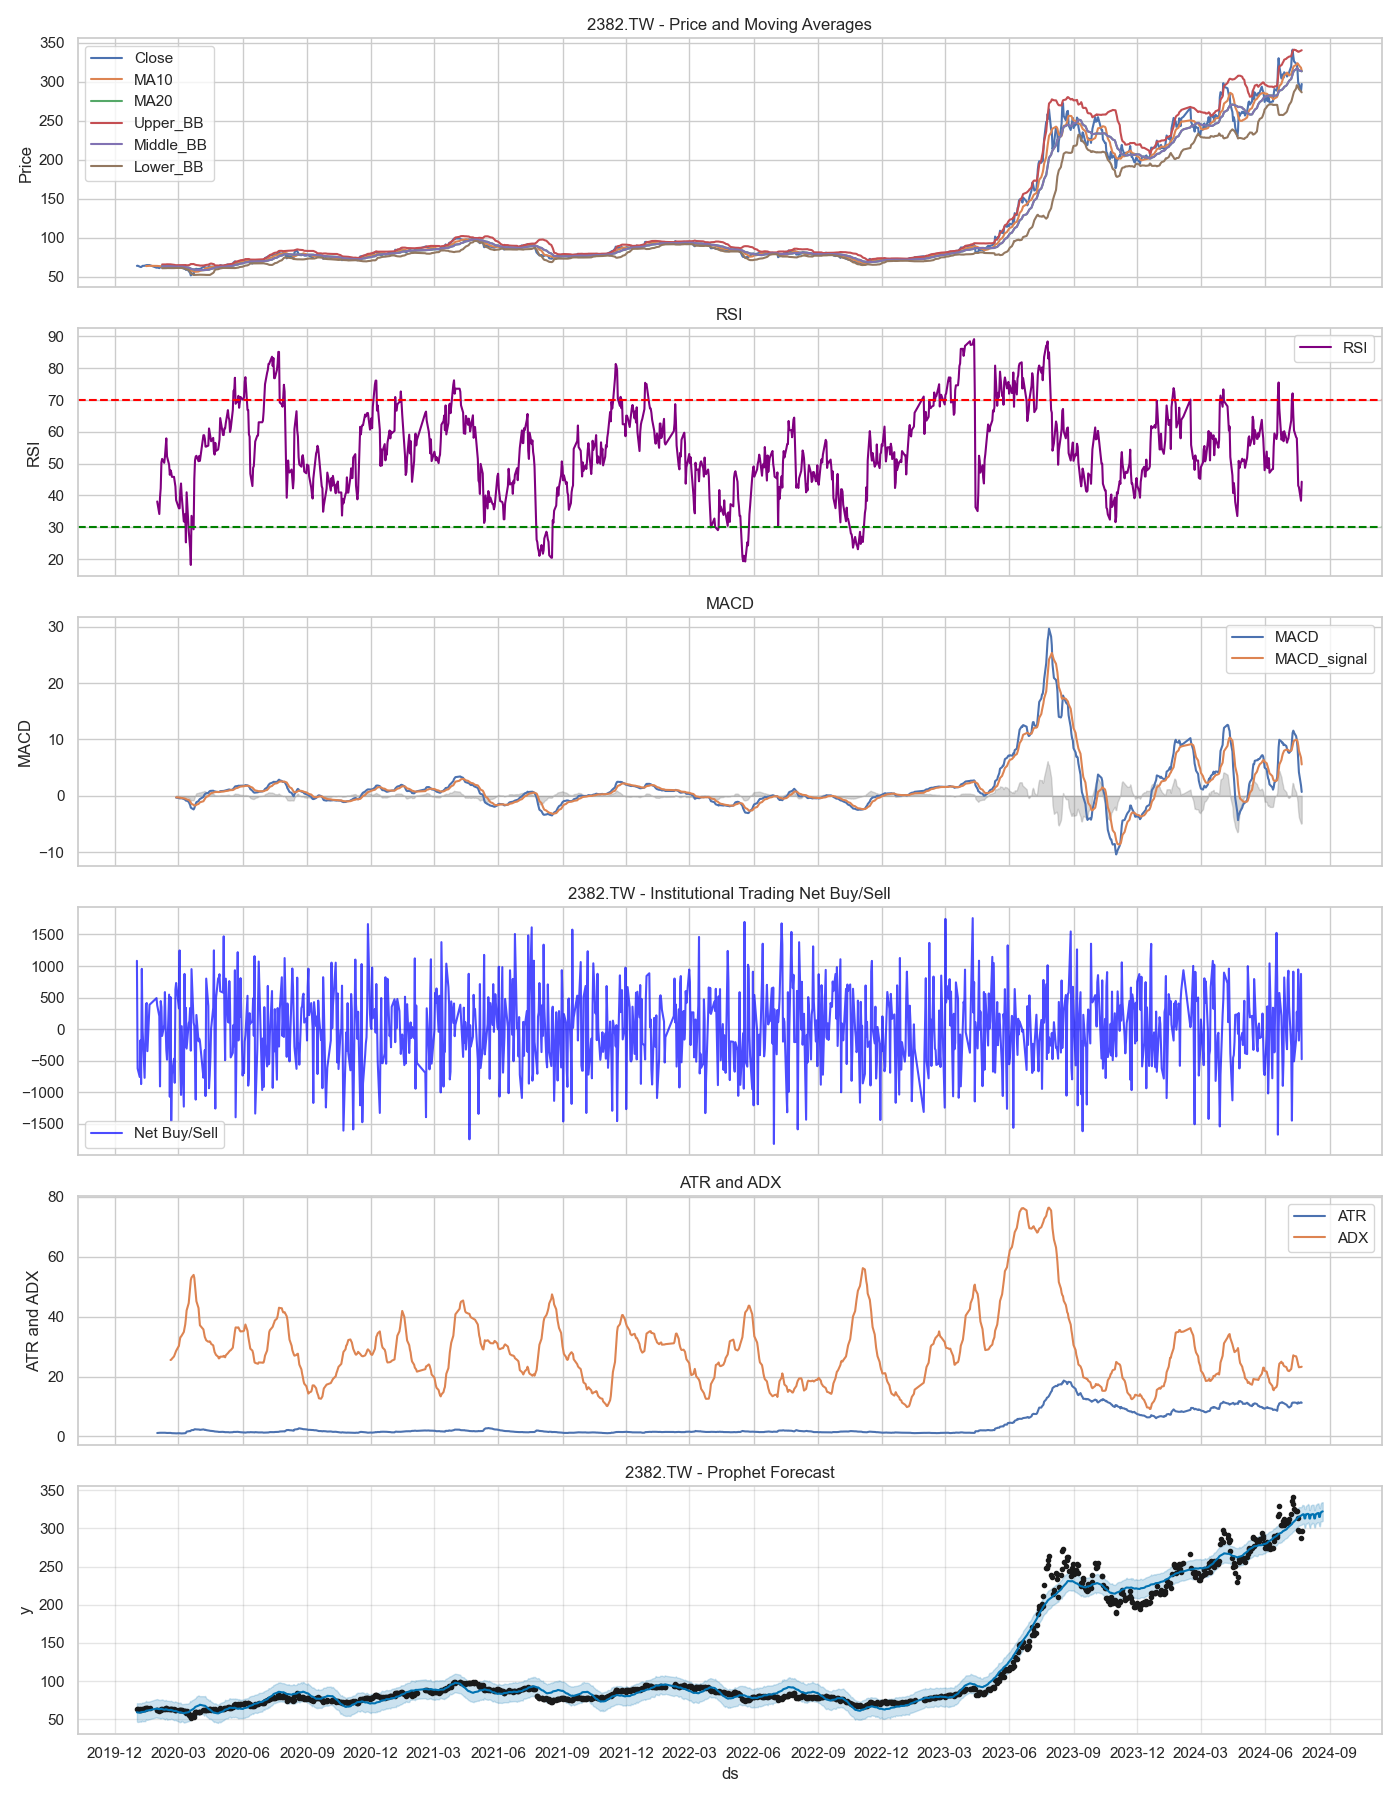 2382.TW - Price and Moving Averages
Price
350
300
250
200
150
100
50
Close
MA10
MA20
Upper_BB
Middle_BB
Lower_BB
RSI
RSI
90
80
70
60
50
40
30
20
RSI
MACD
MACD
30
20
10
0
−10
MACD
MACD_signal
2382.TW - Institutional Trading Net Buy/Sell
1500
1000
500
0
−500
−1000
−1500
Net Buy/Sell
ATR and ADX
ATR and ADX
80
60
40
20
0
ATR
ADX
2382.TW - Prophet Forecast
y
350
300
250
200
150
100
50
2019-12 2020-03 2020-06 2020-09 2020-12 2021-03 2021-06 2021-09 2021-12 2022-03 2022-06 2022-09 2022-12 2023-03 2023-06 2023-09 2023-12 2024-03 2024-06 2024-09
ds